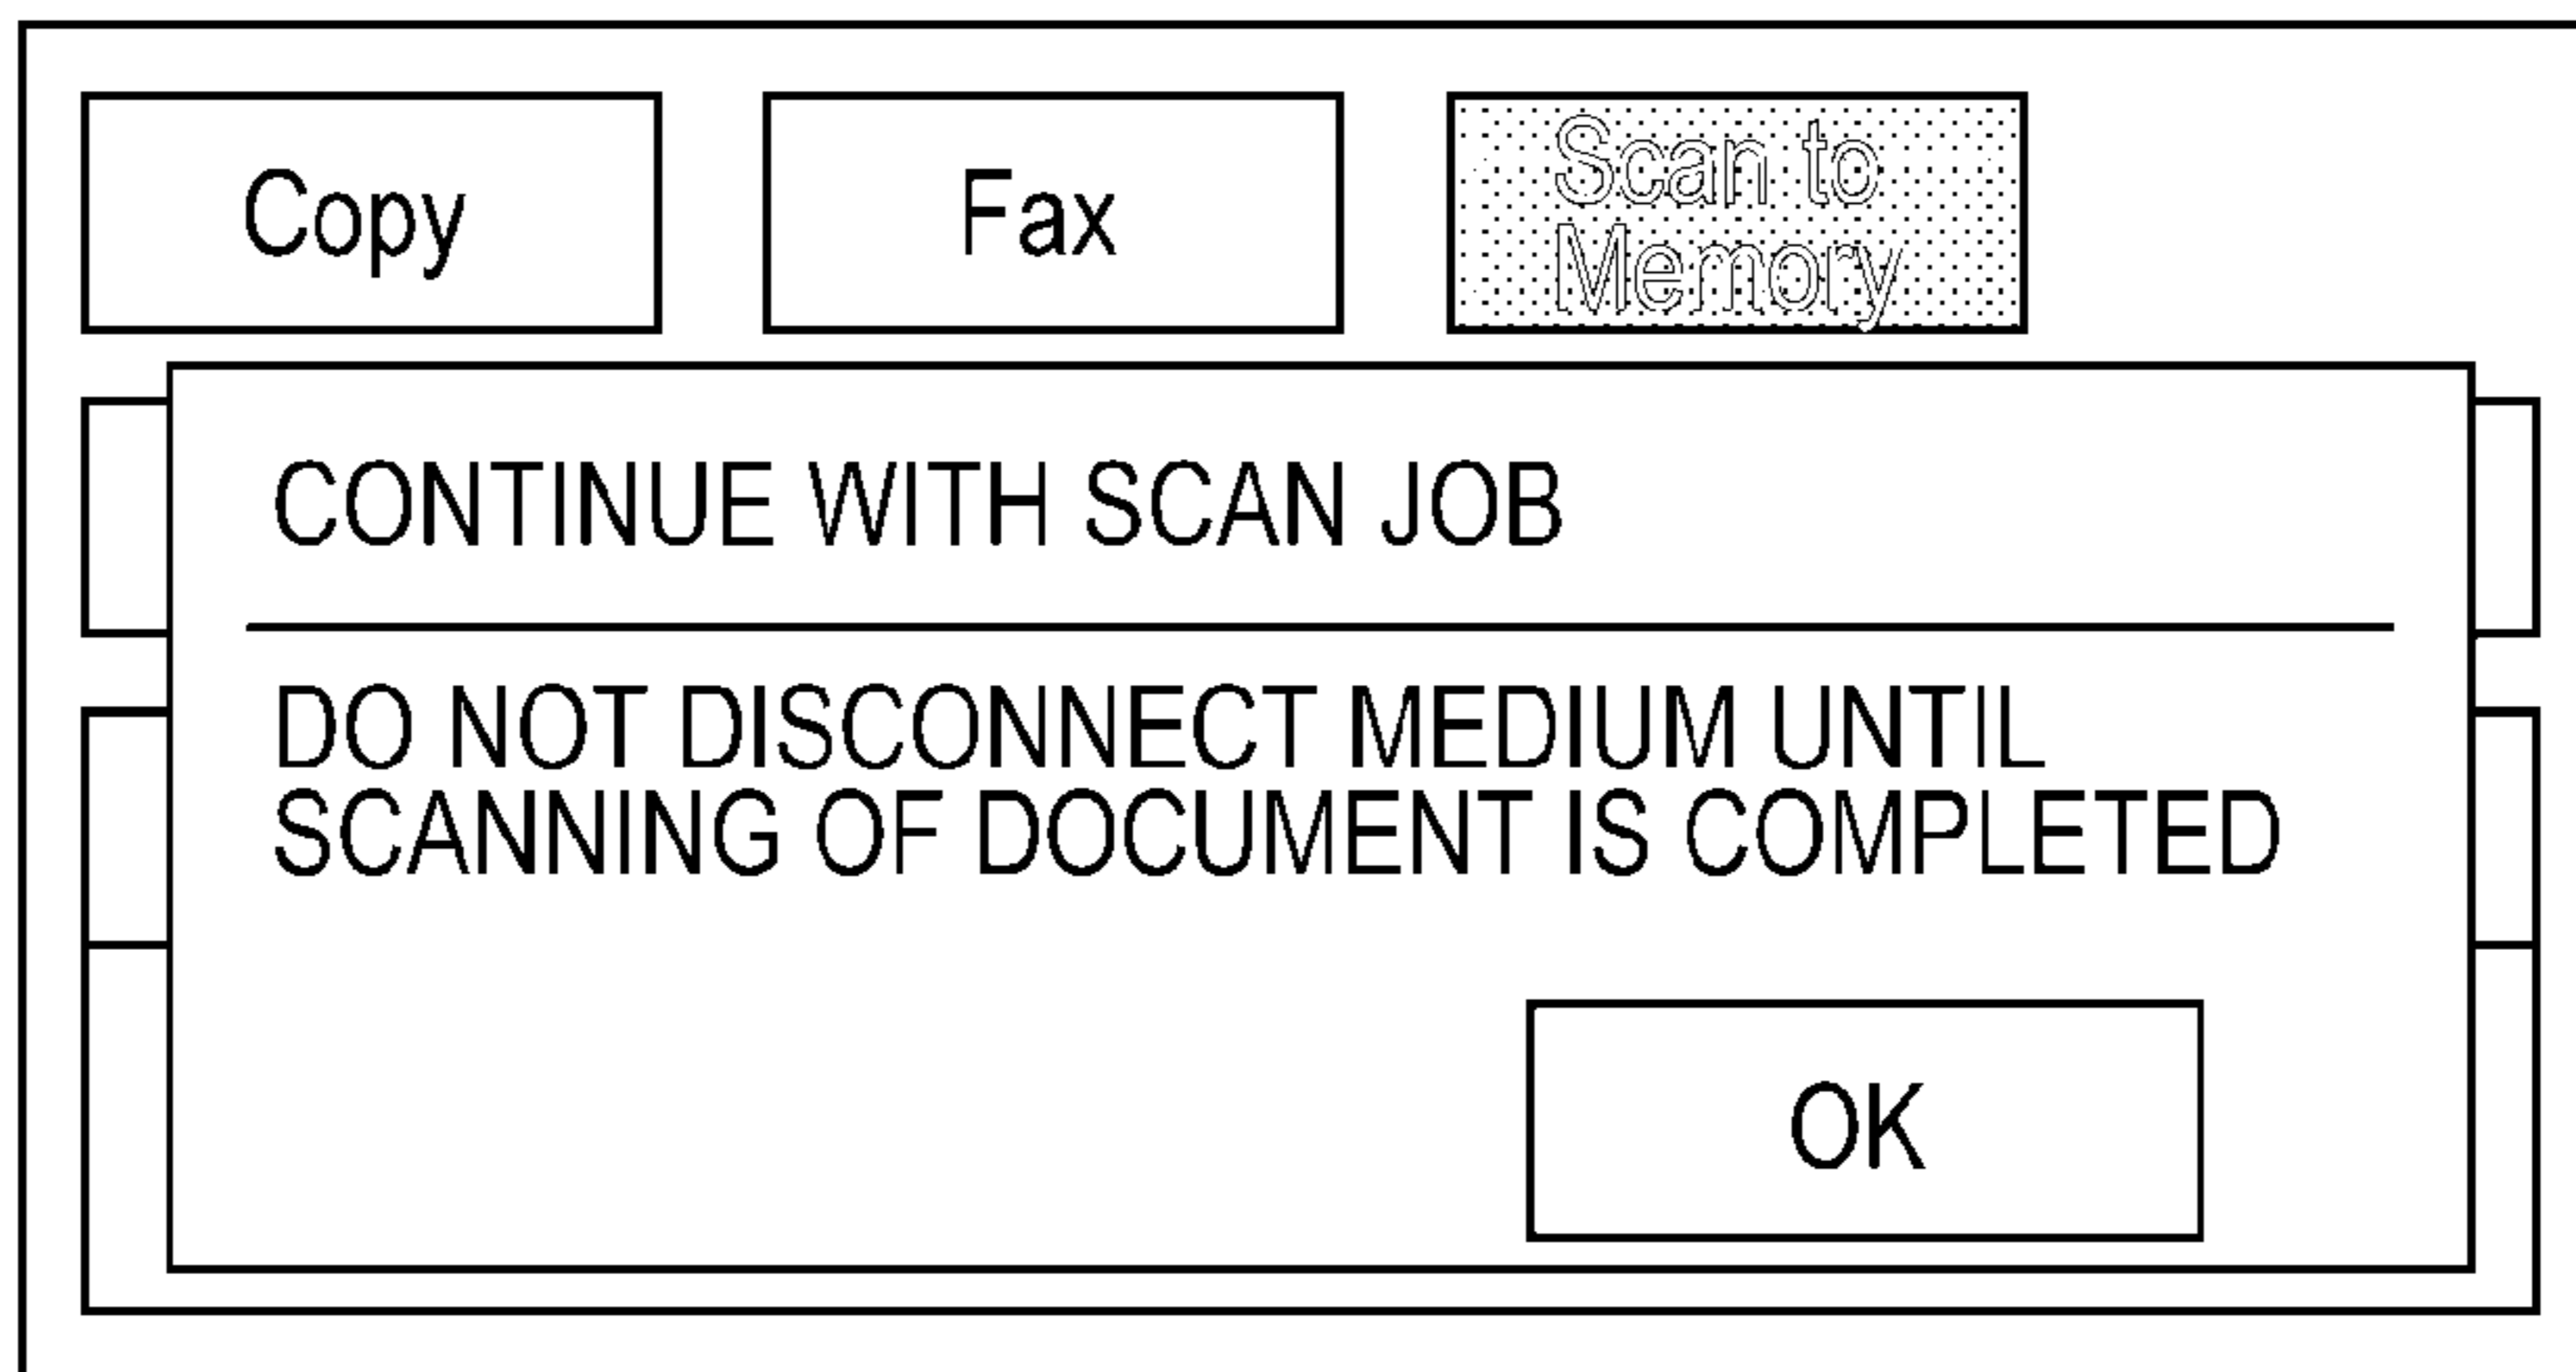 Copy
Fax
Scan to
Memory
CONTINUE WITH SCAN JOB
DO NOT DISCONNECT MEDIUM UNTIL
SCANNING OF DOCUMENT IS COMPLETED
OK